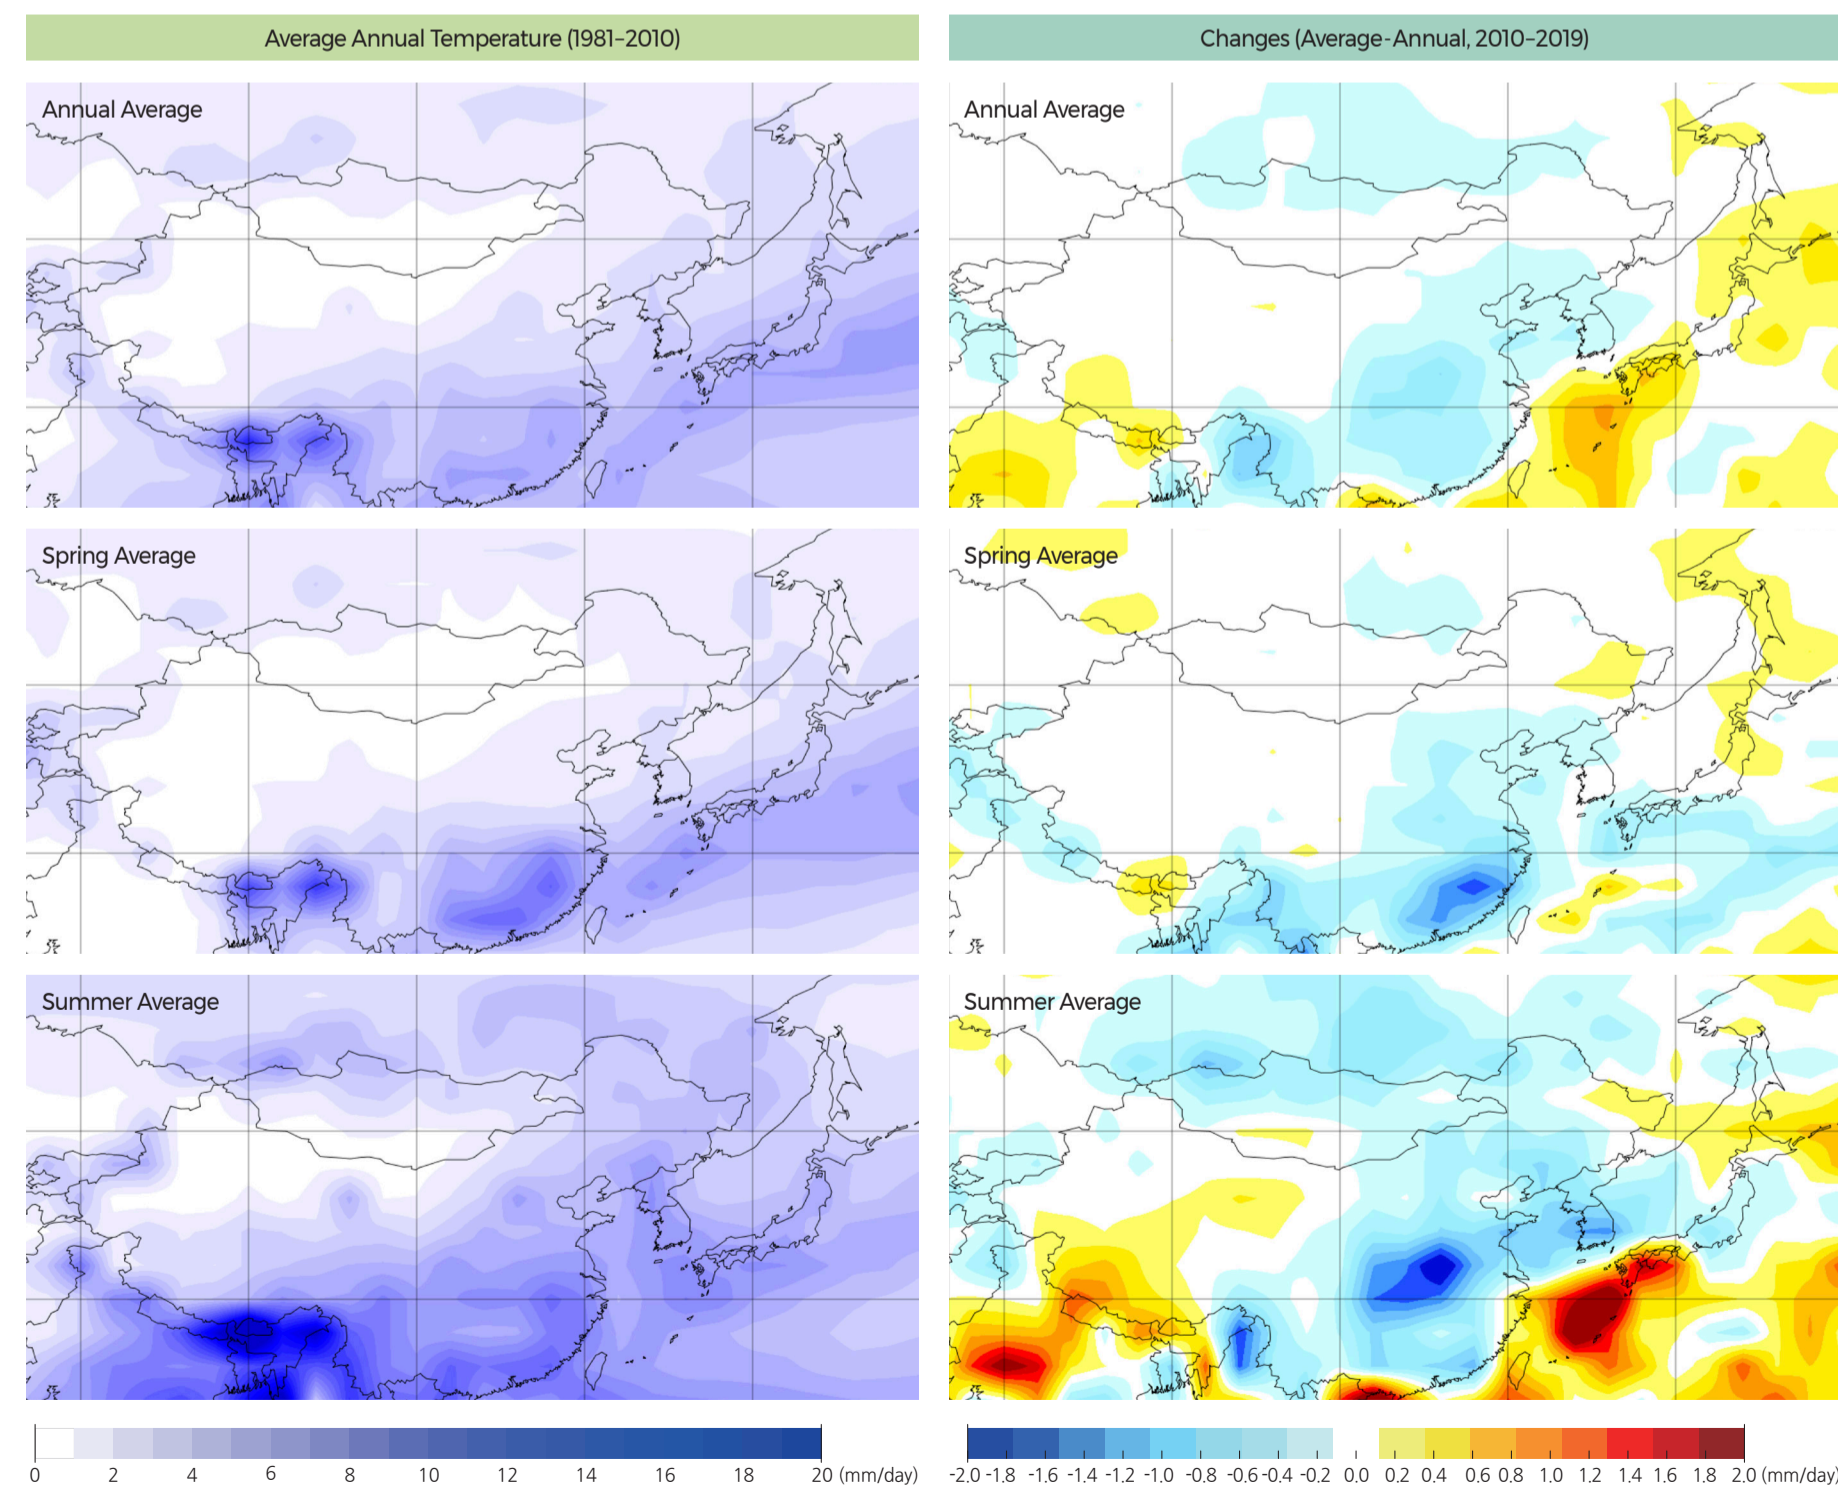 Average Annual Temperature (1981–2010)
Changes (Average-Annual, 2010–2019)
Annual Average
Annual Average
Spring Average
Spring Average
Summer Average
Summer Average
0 2 4 6 8 10 12 14 16 18 20 (mm/day)
-2.0 -1.8 -1.6 -1.4 -1.2 -1.0 -0.8 -0.6 -0.4 -0.2 0.0 0.2 0.4 0.6 0.8 1.0 1.2 1.4 1.6 1.8 2.0 (mm/day)